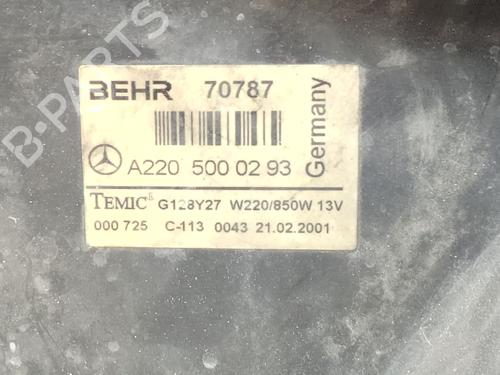 BEHR 70787
A220 500 02 93
Germany
TEMIC G128Y27 W220/850W 13V
000 725 C-113 0043 21.02.2001
B-PARTS